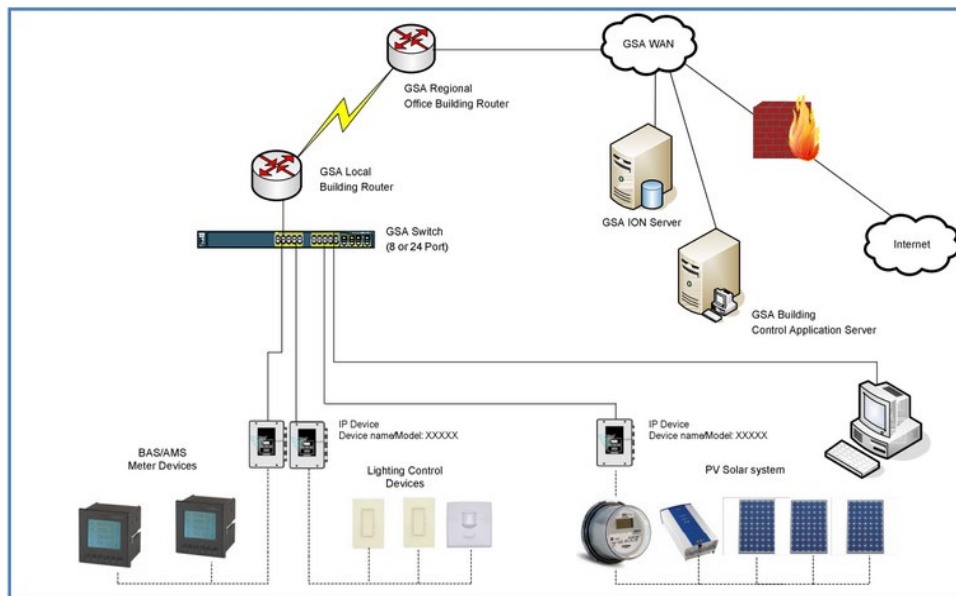 GSA WAN
GSA Regional
Office Building Router
GSA Local
Building Router
GSA ION Server
GSA Switch
(8 or 24 Port)
Internet
GSA Building
Control Application Server
IP Device
Device name/Model: XXXXX
IP Device
Device name/Model: XXXXX
BAS/AMS
Meter Devices
Lighting Control
Devices
PV Solar system